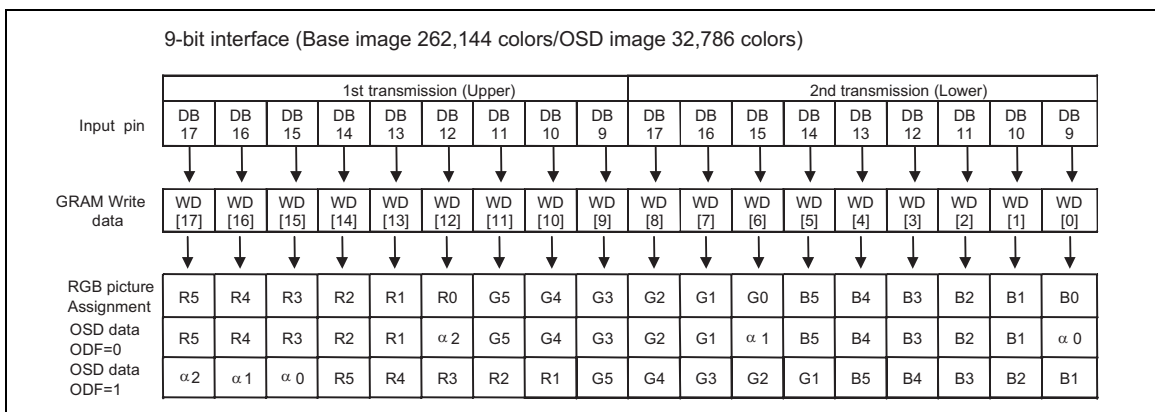 9-bit interface (Base image 262,144 colors/OSD image 32,786 colors)
1st transmission (Upper) 2nd transmission (Lower)
Input pin DB 17 DB 16 DB 15 DB 14 DB 13 DB 12 DB 11 DB 10 DB 9 DB 17 DB 16 DB 15 DB 14 DB 13 DB 12 DB 11 DB 10 DB 9
GRAM Write data WD [17] WD [16] WD [15] WD [14] WD [13] WD [12] WD [11] WD [10] WD [9] WD [8] WD [7] WD [6] WD [5] WD [4] WD [3] WD [2] WD [1] WD [0]
RGB picture Assignment R5 R4 R3 R2 R1 R0 G5 G4 G3 G2 G1 G0 B5 B4 B3 B2 B1 B0
OSD data ODF=0 R5 R4 R3 R2 R1 α2 G5 G4 G3 G2 G1 α1 B5 B4 B3 B2 B1 α0
OSD data ODF=1 α2 α1 α0 R5 R4 R3 R2 R1 G5 G4 G3 G2 G1 B5 B4 B3 B2 B1